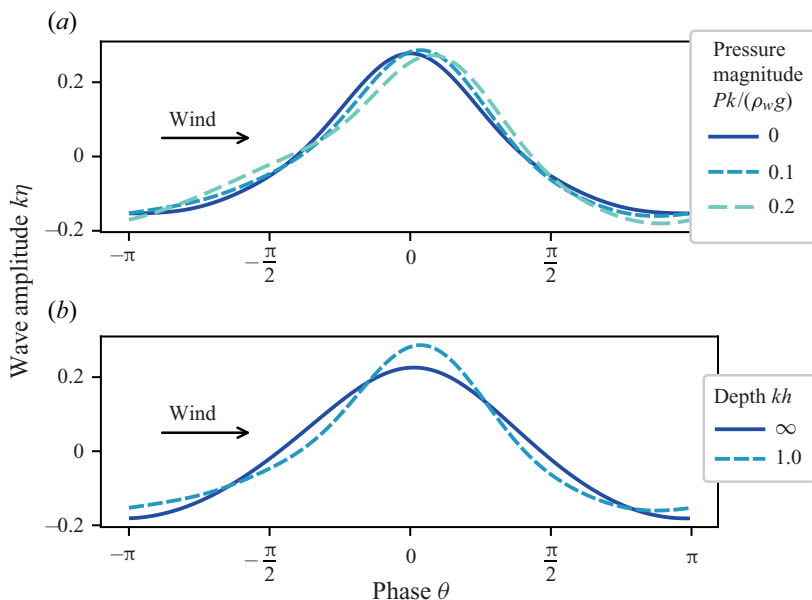 (a)
Pressure
magnitude
Pk/(ρ_w g)
0
0.1
0.2
Wind
0.2
0
−0.2
−π
−π/2
0
π/2
Wave amplitude kη
(b)
Wind
0.2
0
−0.2
Depth kh
∞
1.0
−π
−π/2
0
π/2
π
Phase θ